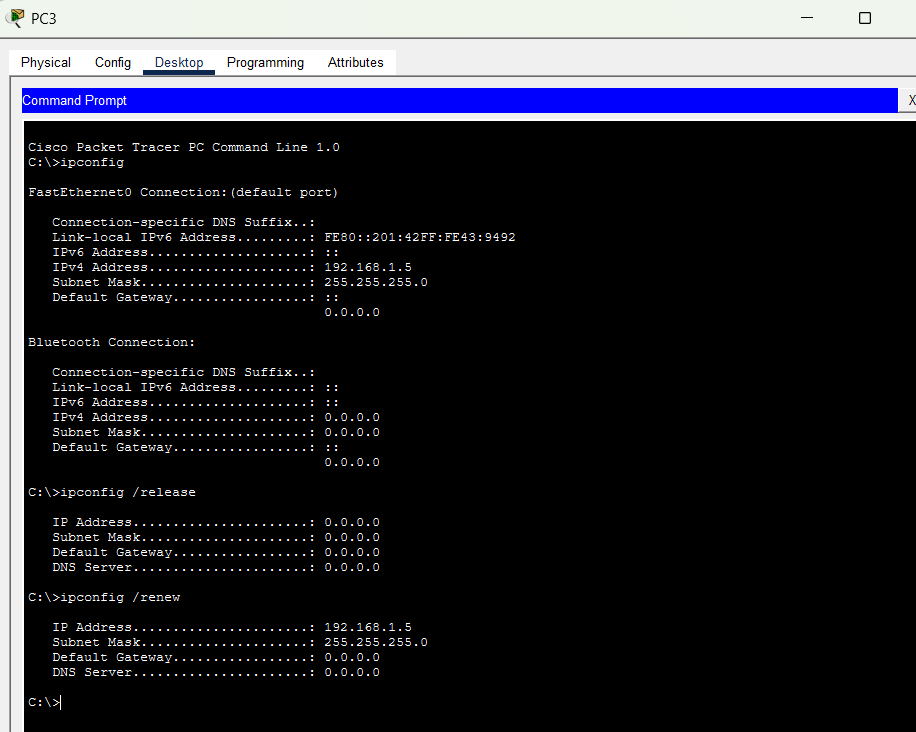 PC3
Physical Config Desktop Programming Attributes
Command Prompt X
Cisco Packet Tracer PC Command Line 1.0
C:\>ipconfig
FastEthernet0 Connection:(default port)
Connection-specific DNS Suffix..:
Link-local IPv6 Address.........: FE80::201:42FF:FE43:9492
IPv6 Address....................: ::
IPv4 Address....................: 192.168.1.5
Subnet Mask.....................: 255.255.255.0
Default Gateway.................: ::
0.0.0.0
Bluetooth Connection:
Connection-specific DNS Suffix..:
Link-local IPv6 Address.........: ::
IPv6 Address....................: ::
IPv4 Address....................: 0.0.0.0
Subnet Mask.....................: 0.0.0.0
Default Gateway.................: ::
0.0.0.0
C:\>ipconfig /release
IP Address......................: 0.0.0.0
Subnet Mask.....................: 0.0.0.0
Default Gateway.................: 0.0.0.0
DNS Server......................: 0.0.0.0
C:\>ipconfig /renew
IP Address......................: 192.168.1.5
Subnet Mask.....................: 255.255.255.0
Default Gateway.................: 0.0.0.0
DNS Server......................: 0.0.0.0
C:\>